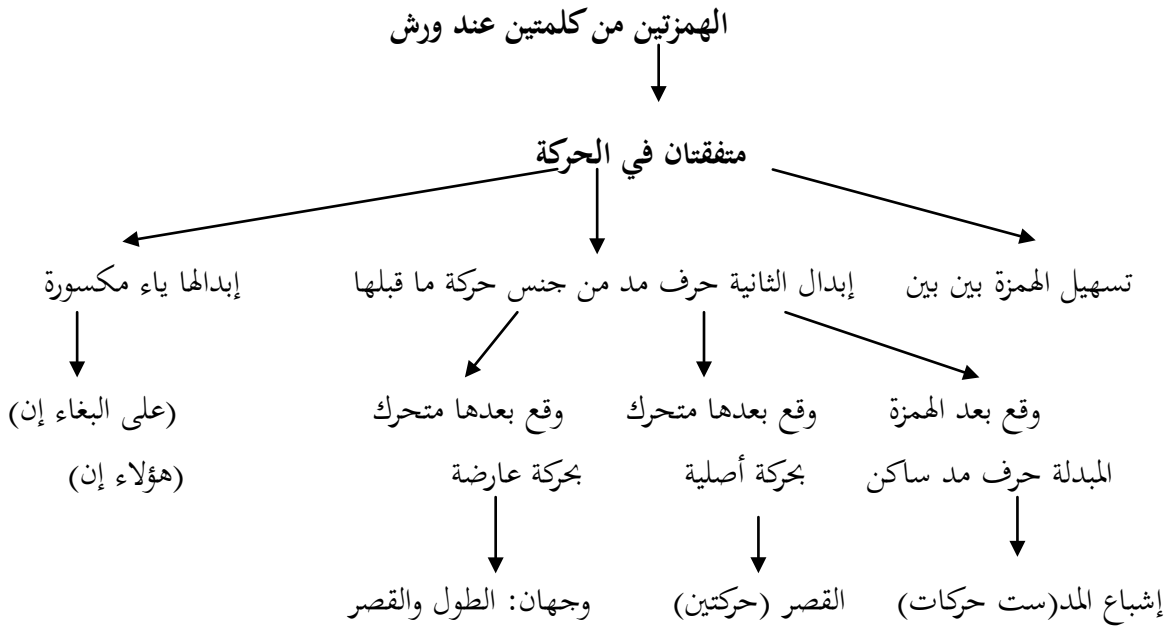 الهمزتين من كلمتين عند ورش
متفقتان في الحركة
تسهيل الهمزة بين بين
إبدال الثانية حرف مد من جنس حركة ما قبلها
إبدالها ياء مكسورة
وقع بعد الهمزة
المبدلة حرف مد ساكن
وقع بعدها متحرك
بحركة أصلية
وقع بعدها متحرك
بحركة عارضة
(على البغاء إن)
(هؤلاء إن)
إشباع المد(ست حركات)
القصر (حركتين)
وجهان: الطول والقصر